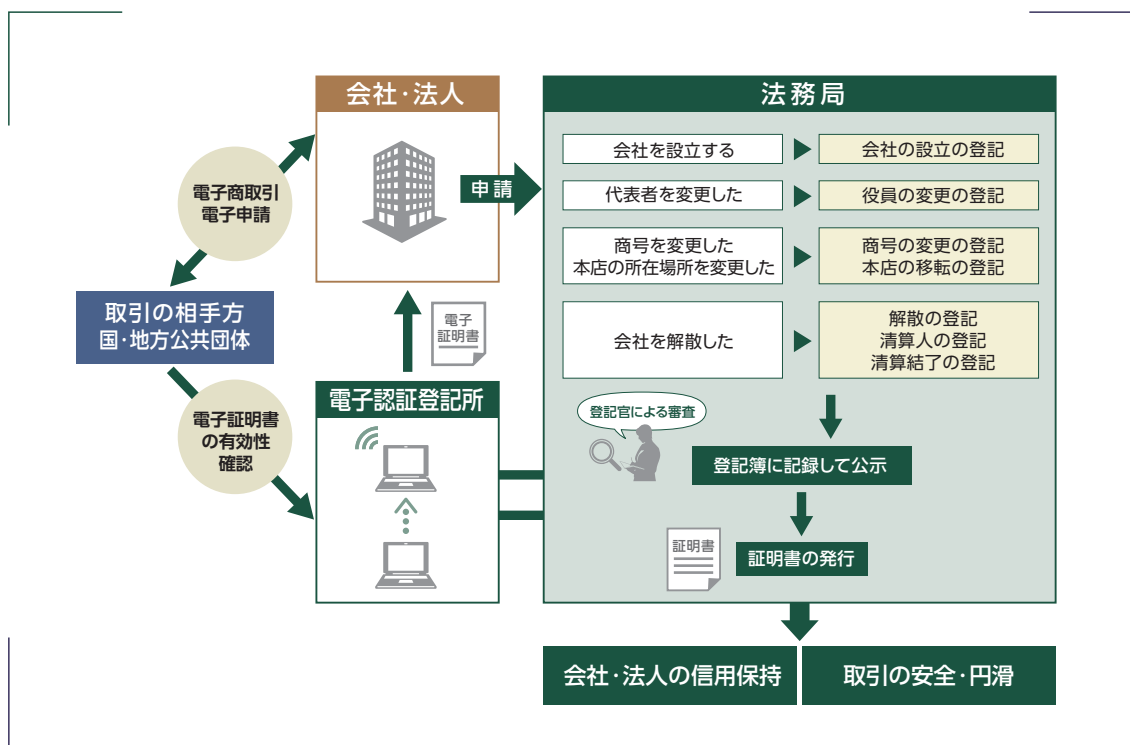 会社・法人
電子商取引
電子申請
取引の相手方
国・地方公共団体
電子証明書
の有効性
確認
電子
証明書
電子認証登記所
申請
法務局
会社を設立する
会社の設立の登記
代表者を変更した
役員の変更の登記
商号を変更した
本店の所在場所を変更した
商号の変更の登記
本店の移転の登記
会社を解散した
解散の登記
清算人の登記
清算結了の登記
登記官による審査
登記簿に記録して公示
証明書
証明書の発行
会社・法人の信用保持
取引の安全・円滑